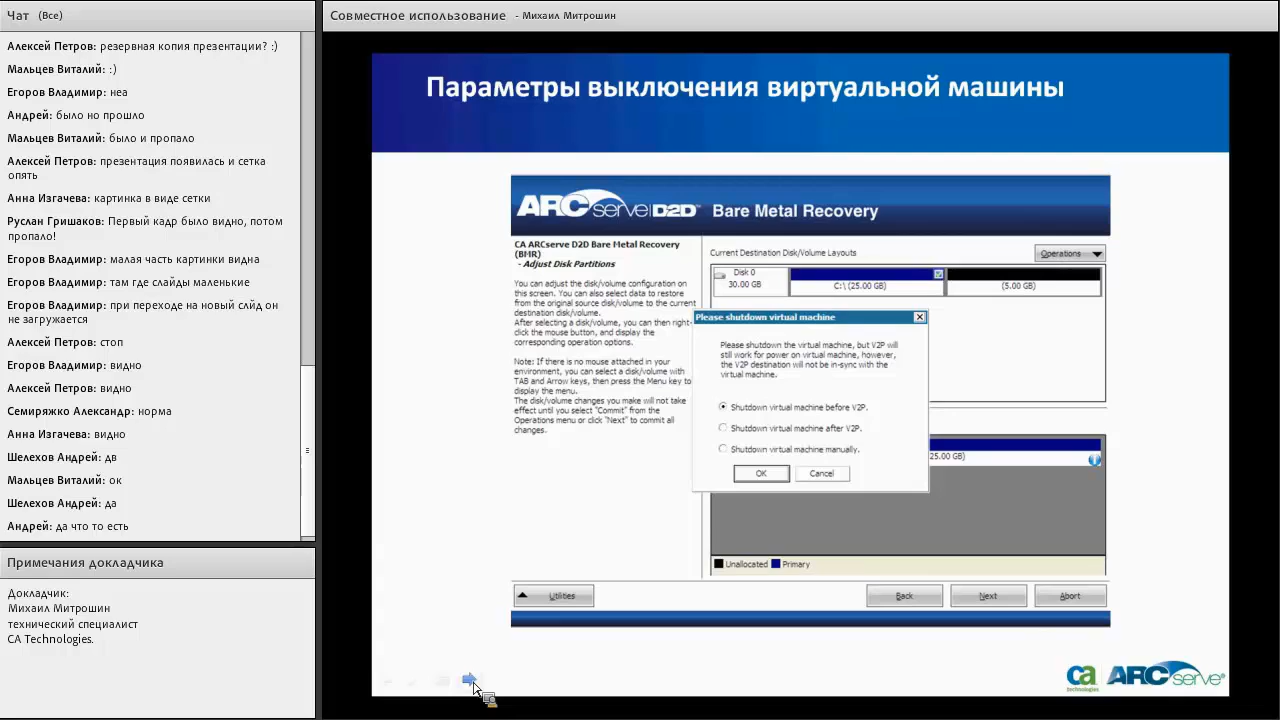 Чат (Все)
Алексей Петров: резервная копия презентации? :)
Мальцев Виталий: :)
Егоров Владимир: неа
Андрей: было но прошло
Мальцев Виталий: было и пропало
Алексей Петров: презентация появилась и сетка
опять
Анна Изгачева: картинка в виде сетки
Руслан Гришаков: Первый кадр было видно, потом
пропало!
Егоров Владимир: малая часть картинки видна
Егоров Владимир: там где слайды маленькие
Егоров Владимир: при переходе на новый слйд он
не загружается
Алексей Петров: стоп
Егоров Владимир: видно
Алексей Петров: видно
Семиряжко Александр: норма
Анна Изгачева: видно
Шелехов Андрей: дв
Мальцев Виталий: ок
Шелехов Андрей: да
Андрей: да что то есть
Примечания докладчика
Докладчик:
Михаил Митрошин
технический специалист
CA Technologies.
Совместное использование - Михаил Митрошин
Параметры выключения виртуальной машины
ARCserve D2D Bare Metal Recovery
CA ARCserve D2D Bare Metal Recovery
(BMR)
- Adjust Disk Partitions
You can adjust the disk/volume configuration on
this screen. You can also select data to restore
from the original source disk/volume to the current
destination disk/volume.
After selecting a disk/volume, you can then right-
click the mouse button, and display the
corresponding operation options.
Note: If there is no mouse attached in your
environment, you can select a disk/volume with
TAB and Arrow keys, then press the Menu key to
display the menu.
The disk/volume changes you make will not take
effect until you select "Commit" from the
Operations menu or click "Next" to commit all
changes.
Current Destination Disk/Volume Layouts
Operations
Disk 0
30.00 GB
C:\ (25.00 GB)
(5.00 GB)
Please shutdown virtual machine
Please shutdown the virtual machine, but V2P will
still work for power on virtual machine, however,
the V2P destination will not be in-sync with the
virtual machine.
Shutdown virtual machine before V2P.
Shutdown virtual machine after V2P.
Shutdown virtual machine manually.
OK Cancel
25.00 GB)
Unallocated Primary
Utilities
Back Next Abort
ca technologies ARCserve